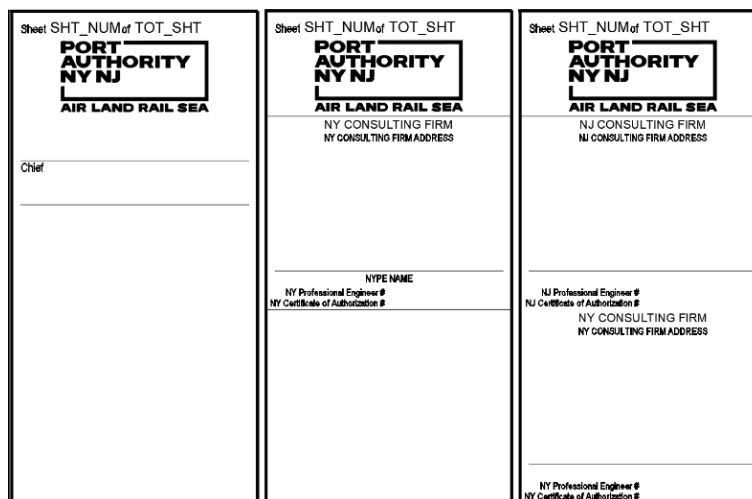 Sheet SHT_NUM of TOT_SHT
PORT
AUTHORITY
NY NJ
AIR LAND RAIL SEA
Chief
Sheet SHT_NUM of TOT_SHT
PORT
AUTHORITY
NY NJ
AIR LAND RAIL SEA
NY CONSULTING FIRM
NY CONSULTING FIRM ADDRESS
NYPE NAME
NY Professional Engineer #
NY Certificate of Authorization #
Sheet SHT_NUM of TOT_SHT
PORT
AUTHORITY
NY NJ
AIR LAND RAIL SEA
NJ CONSULTING FIRM
NJ CONSULTING FIRM ADDRESS
NJ Professional Engineer #
NJ Certificate of Authorization #
NY CONSULTING FIRM
NY CONSULTING FIRM ADDRESS
NY Professional Engineer #
NY Certificate of Authorization #